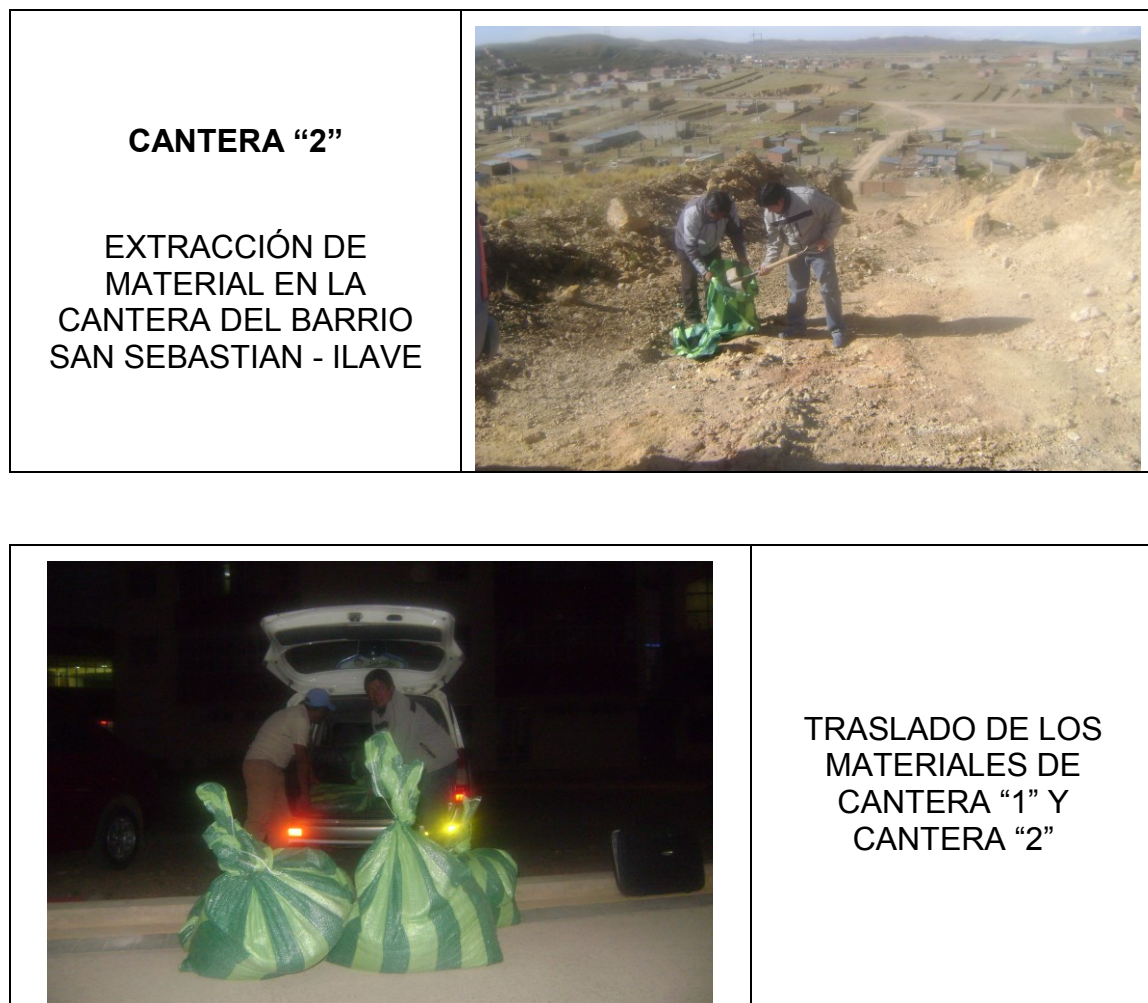 CANTERA “2”
EXTRACCIÓN DE
MATERIAL EN LA
CANTERA DEL BARRIO
SAN SEBASTIAN - ILAVE
TRASLADO DE LOS
MATERIALES DE
CANTERA “1” Y
CANTERA “2”